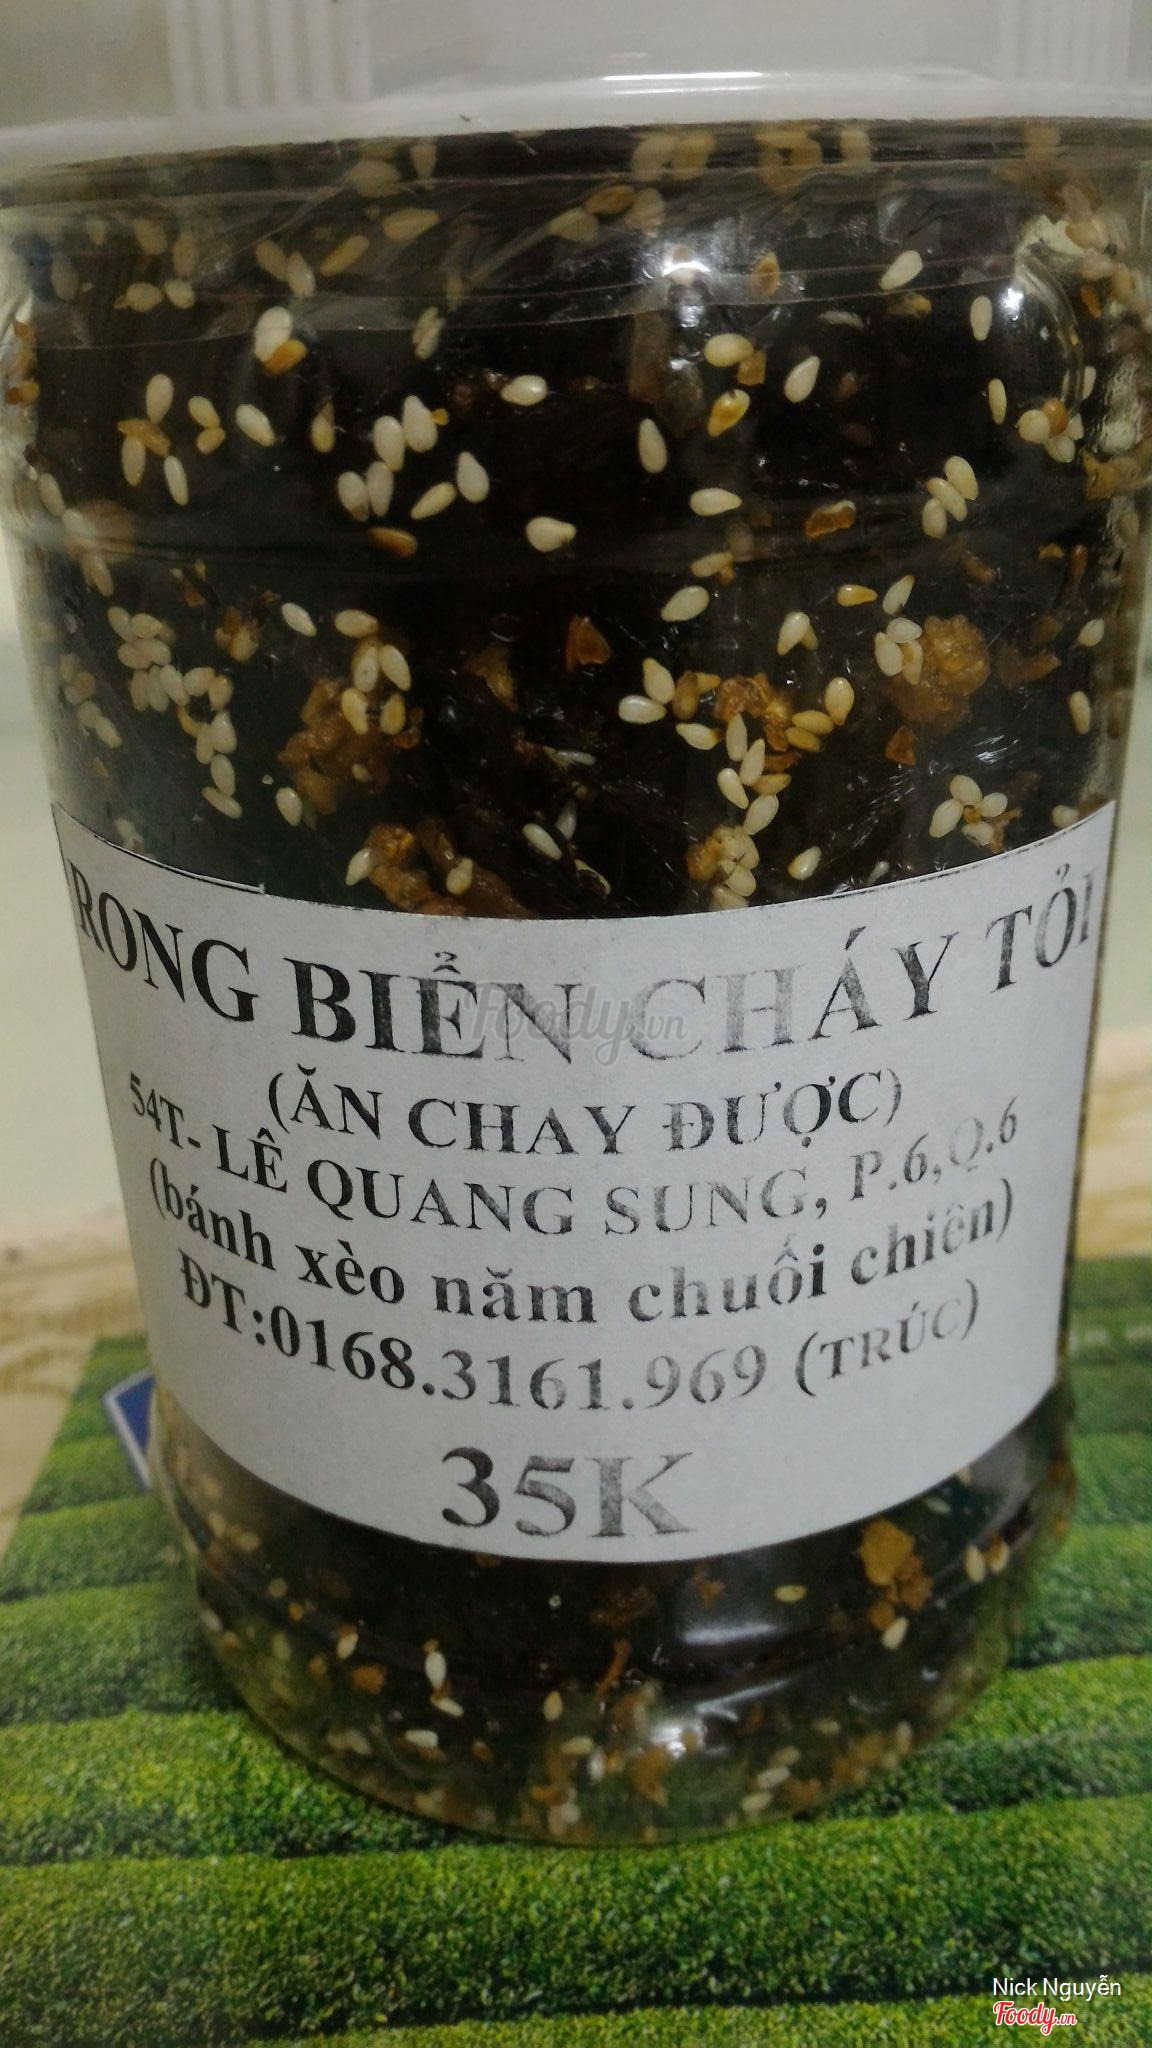 RONG BIỂN CHÁY TỎI
(ĂN CHAY ĐƯỢC)
54T- LÊ QUANG SUNG, P.6,Q.6
(bánh xèo năm chuối chiên)
ĐT:0168.3161.969 (TRÚC)
35K
Foody.vn
Nick Nguyễn
Foody.vn